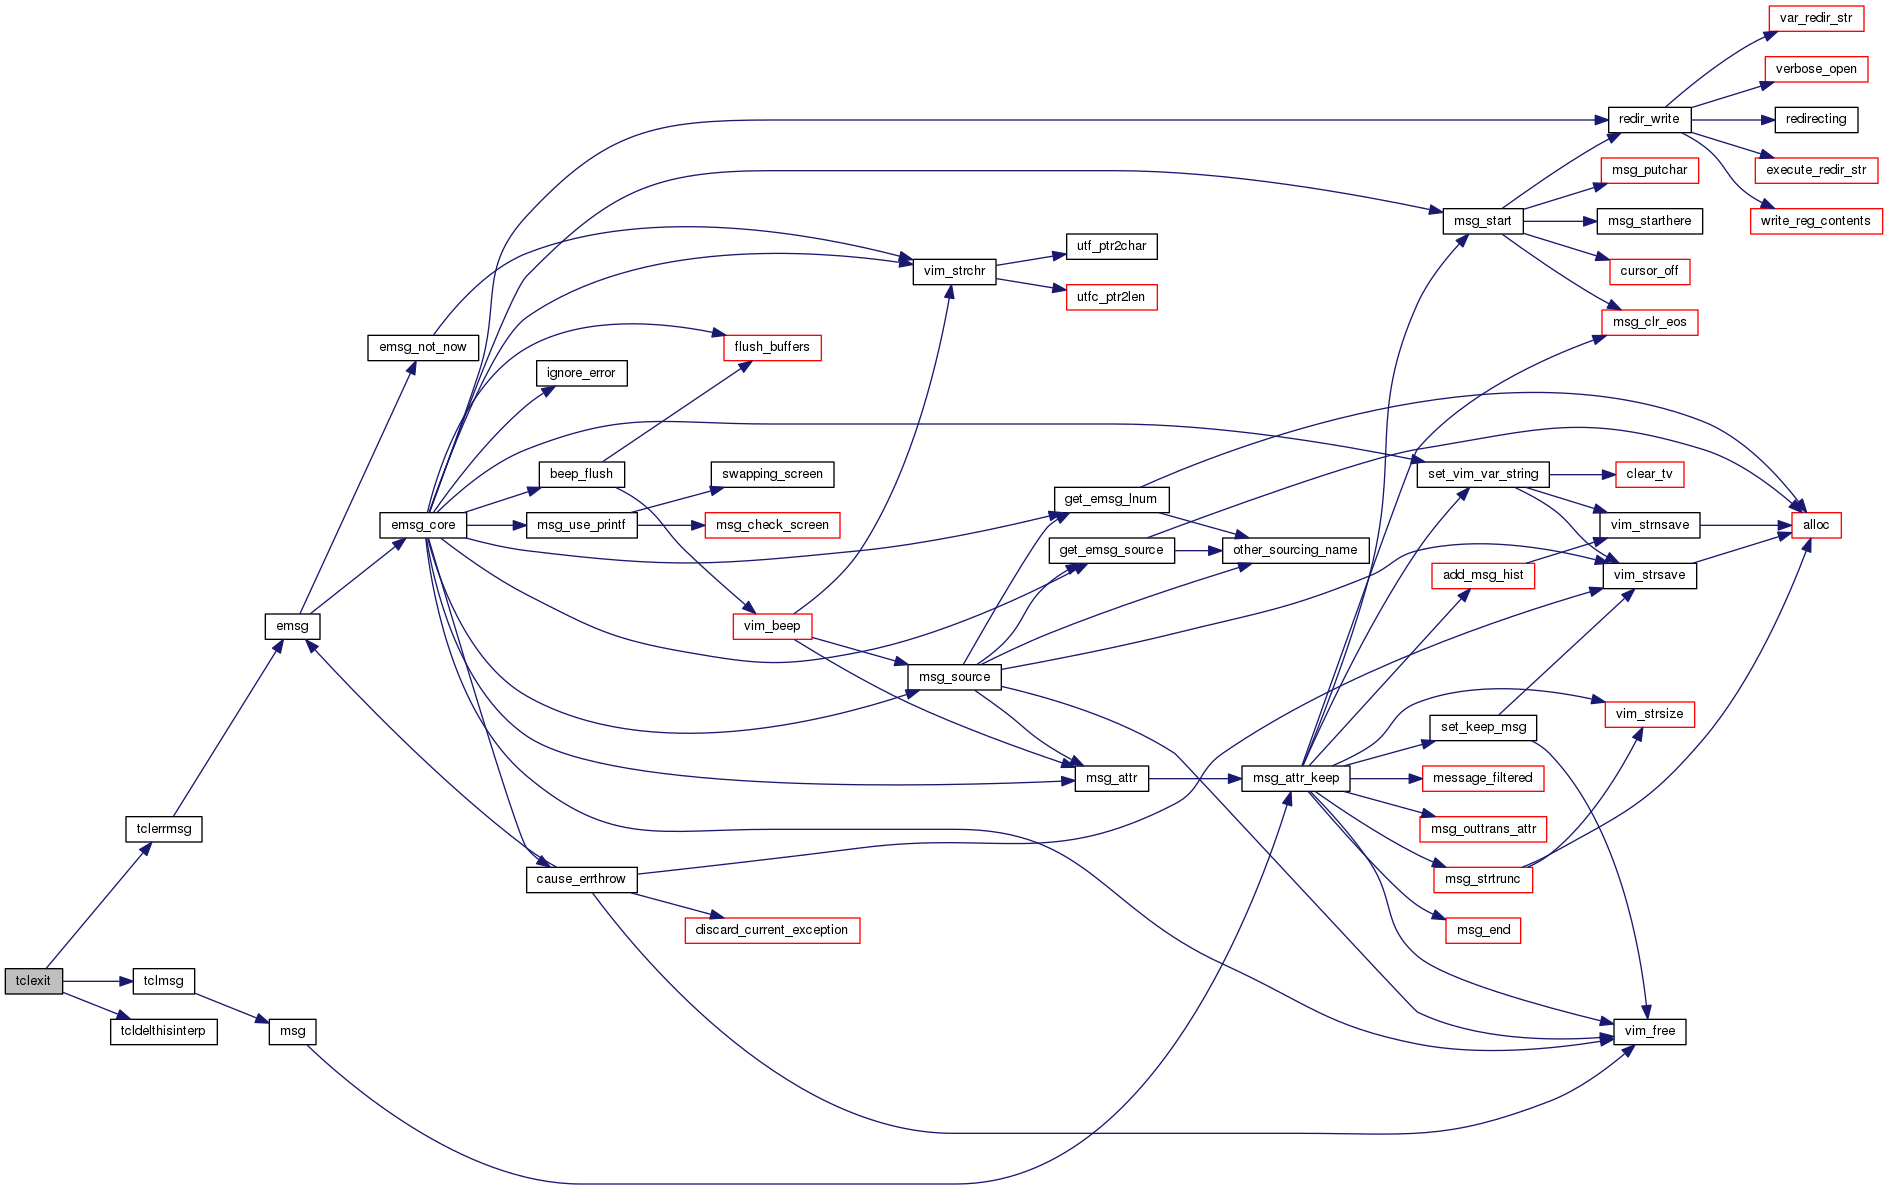 var_redir_str
verbose_open
redir_write
redirecting
execute_redir_str
msg_putchar
write_reg_contents
msg_start
msg_starthere
utf_ptr2char
vim_strchr
cursor_off
utfc_ptr2len
msg_clr_eos
emsg_not_now
flush_buffers
ignore_error
beep_flush
swapping_screen
set_vim_var_string
clear_tv
get_emsg_lnum
emsg_core
msg_use_printf
msg_check_screen
vim_strnsave
alloc
get_emsg_source
other_sourcing_name
add_msg_hist
vim_strsave
emsg
vim_beep
msg_source
vim_strsize
set_keep_msg
msg_attr
msg_attr_keep
message_filtered
tclerrmsg
msg_outtrans_attr
cause_errthrow
msg_strtrunc
discard_current_exception
msg_end
tclexit
tclmsg
tcldelthisinterp
msg
vim_free